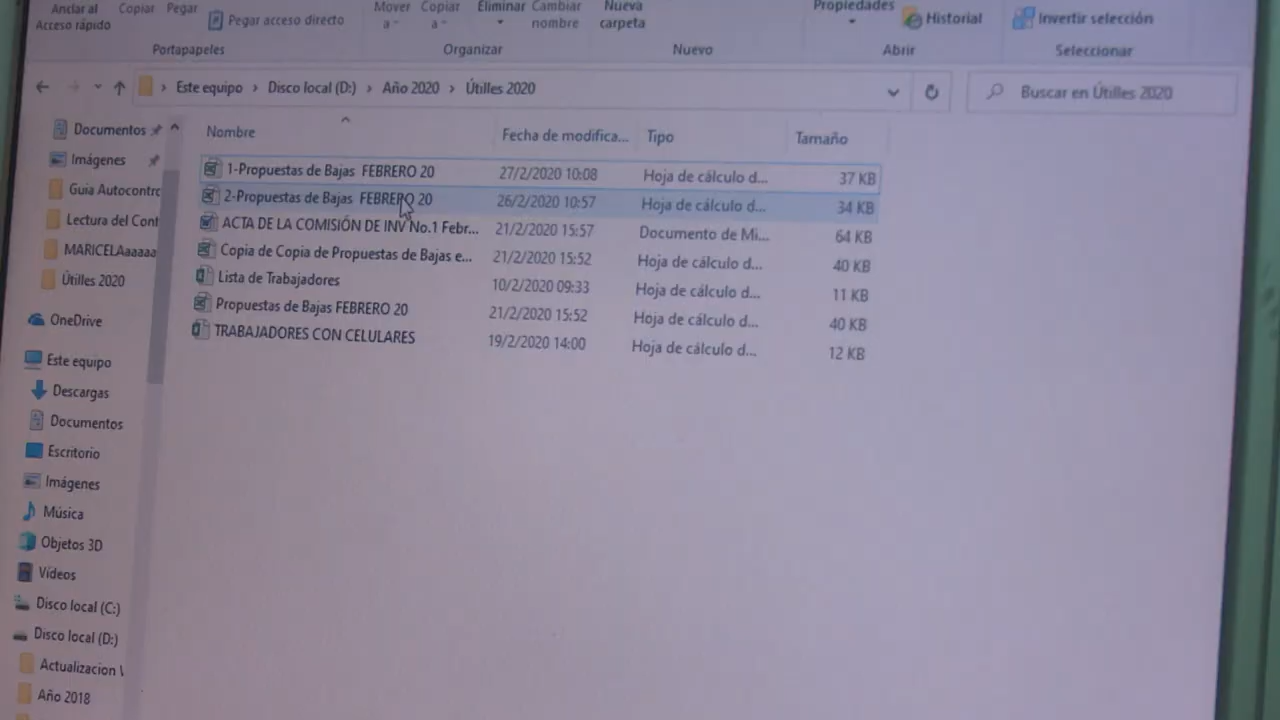 Anclar al Acceso rápido
Copiar
Pegar
Pegar acceso directo
Mover a
Copiar a
Eliminar
Cambiar nombre
Nueva carpeta
Propiedades
Historial
Invertir selección
Portapapeles
Organizar
Nuevo
Abrir
Seleccionar
Este equipo > Disco local (D:) > Año 2020 > Útilles 2020
Buscar en Útilles 2020
Nombre Fecha de modifica... Tipo Tamaño
1-Propuestas de Bajas FEBRERO 20 27/2/2020 10:08 Hoja de cálculo d... 37 KB
2-Propuestas de Bajas FEBRERO 20 26/2/2020 10:57 Hoja de cálculo d... 34 KB
ACTA DE LA COMISIÓN DE INV No.1 Febr... 21/2/2020 15:57 Documento de Mi... 64 KB
Copia de Copia de Propuestas de Bajas e... 21/2/2020 15:52 Hoja de cálculo d... 40 KB
Lista de Trabajadores 10/2/2020 09:33 Hoja de cálculo d... 11 KB
Propuestas de Bajas FEBRERO 20 21/2/2020 15:52 Hoja de cálculo d... 40 KB
TRABAJADORES CON CELULARES 19/2/2020 14:00 Hoja de cálculo d... 12 KB
Documentos
Imágenes
Guia Autocontrc
Lectura del Cont
MARICELAaaaaa
Útilles 2020
OneDrive
Este equipo
Descargas
Documentos
Escritorio
Imágenes
Música
Objetos 3D
Vídeos
Disco local (C:)
Disco local (D:)
Actualizacion
Año 2018